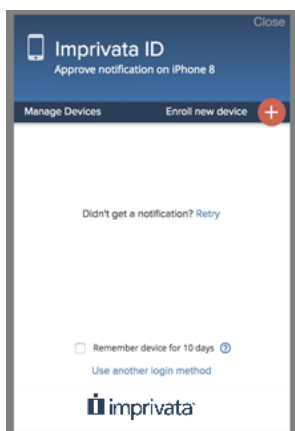 Close
Imprivata ID
Approve notification on iPhone 8
Manage Devices Enroll new device +
Didn't get a notification? Retry
Remember device for 10 days ?
Use another login method
imprivata